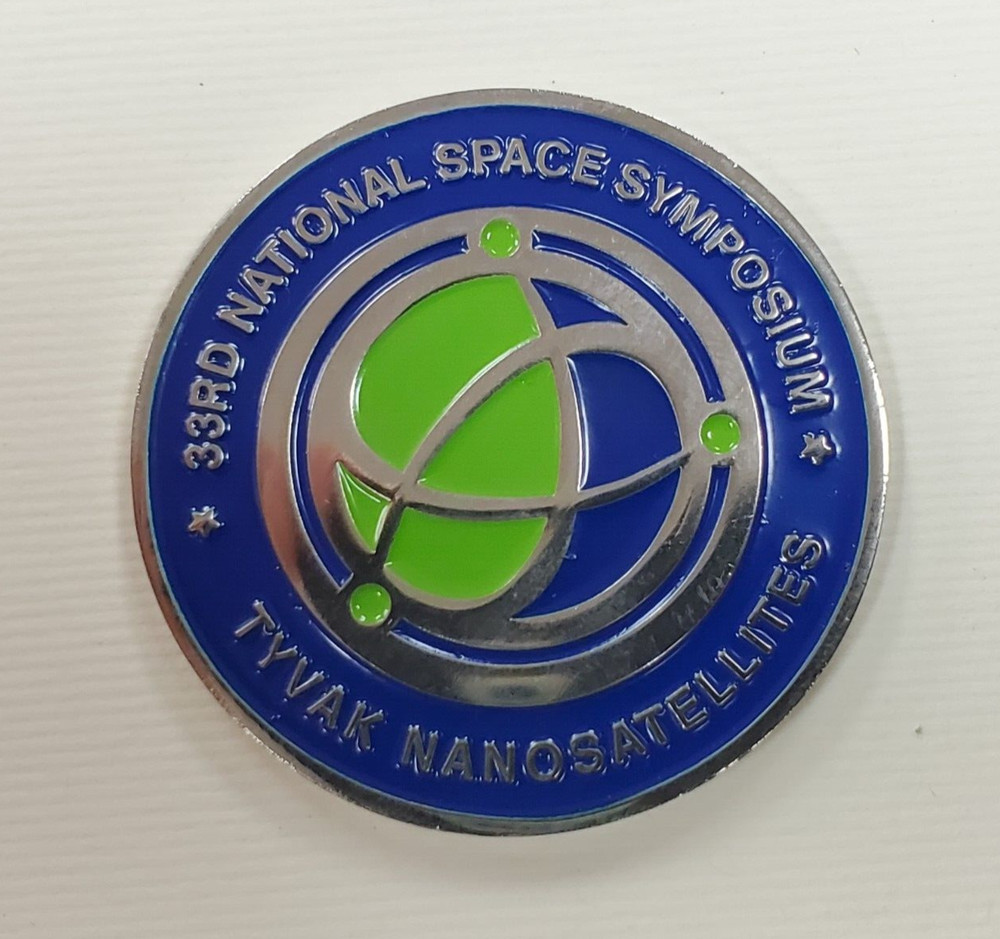 33RD NATIONAL SPACE SYMPOSIUM
TYVAK NANOSATELLITES